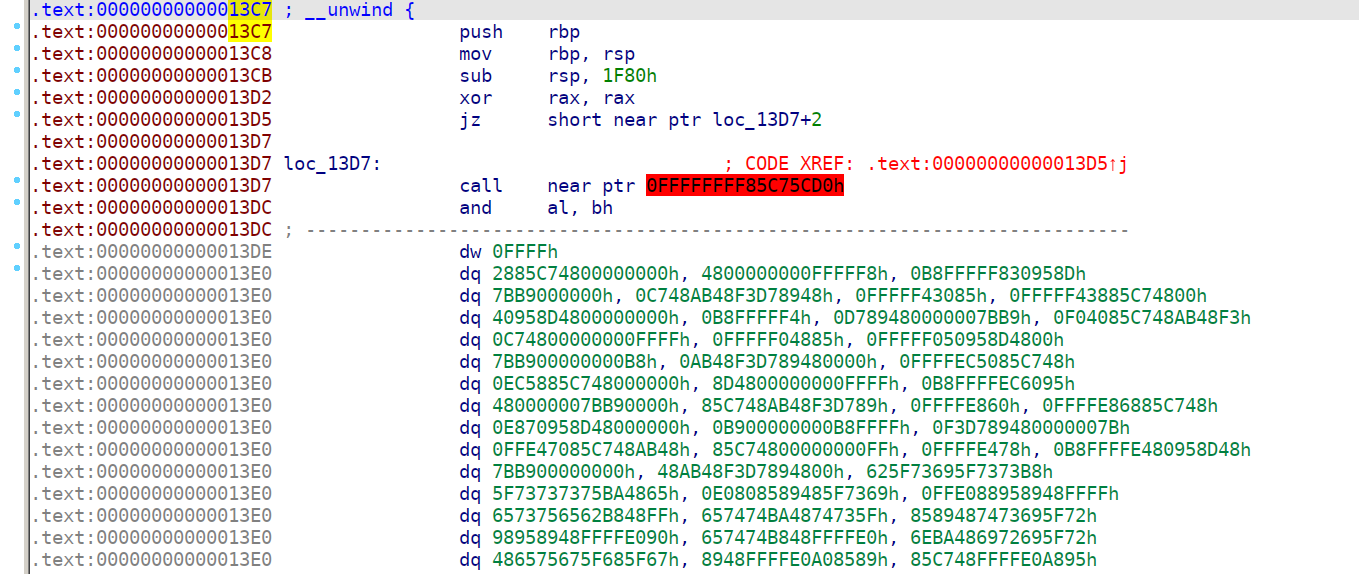 .text:00000000000013C7 ; __unwind {
.text:00000000000013C7 push rbp
.text:00000000000013C8 mov rbp, rsp
.text:00000000000013CB sub rsp, 1F80h
.text:00000000000013D2 xor rax, rax
.text:00000000000013D5 jz short near ptr loc_13D7+2
.text:00000000000013D7
.text:00000000000013D7 loc_13D7: ; CODE XREF: .text:00000000000013D5↑j
.text:00000000000013D7 call near ptr 0FFFFFFFF85C75CD0h
.text:00000000000013DC and al, bh
.text:00000000000013DC ; ---------------------------------------------------------------------------
.text:00000000000013DE dw 0FFFFh
.text:00000000000013E0 dq 2885C74800000000h, 4800000000FFFFF8h, 0B8FFFFF830958Dh
.text:00000000000013E0 dq 7BB9000000h, 0C748AB48F3D78948h, 0FFFFF43085h, 0FFFFF43885C74800h
.text:00000000000013E0 dq 40958D4800000000h, 0B8FFFFF4h, 0D789480000007BB9h, 0F04085C748AB48F3h
.text:00000000000013E0 dq 0C74800000000FFFFh, 0FFFFF04885h, 0FFFFF050958D4800h
.text:00000000000013E0 dq 7BB900000000B8h, 0AB48F3D789480000h, 0FFFFEC5085C748h
.text:00000000000013E0 dq 0EC5885C748000000h, 8D4800000000FFFFh, 0B8FFFFEC6095h
.text:00000000000013E0 dq 480000007BB90000h, 85C748AB48F3D789h, 0FFFFE860h, 0FFFFE86885C748h
.text:00000000000013E0 dq 0E870958D48000000h, 0B900000000B8FFFFh, 0F3D789480000007Bh
.text:00000000000013E0 dq 0FFE47085C748AB48h, 85C74800000000FFh, 0FFFFE478h, 0B8FFFFE480958D48h
.text:00000000000013E0 dq 7BB900000000h, 48AB48F3D7894800h, 625F73695F7373B8h
.text:00000000000013E0 dq 5F73737375BA4865h, 0E0808589485F7369h, 0FFE088958948FFFFh
.text:00000000000013E0 dq 6573756562B848FFh, 657474BA4874735Fh, 8589487473695F72h
.text:00000000000013E0 dq 98958948FFFFE090h, 657474B848FFFFE0h, 6EBA486972695F72h
.text:00000000000013E0 dq 486575675F685F67h, 8948FFFFE0A08589h, 85C748FFFFE0A895h